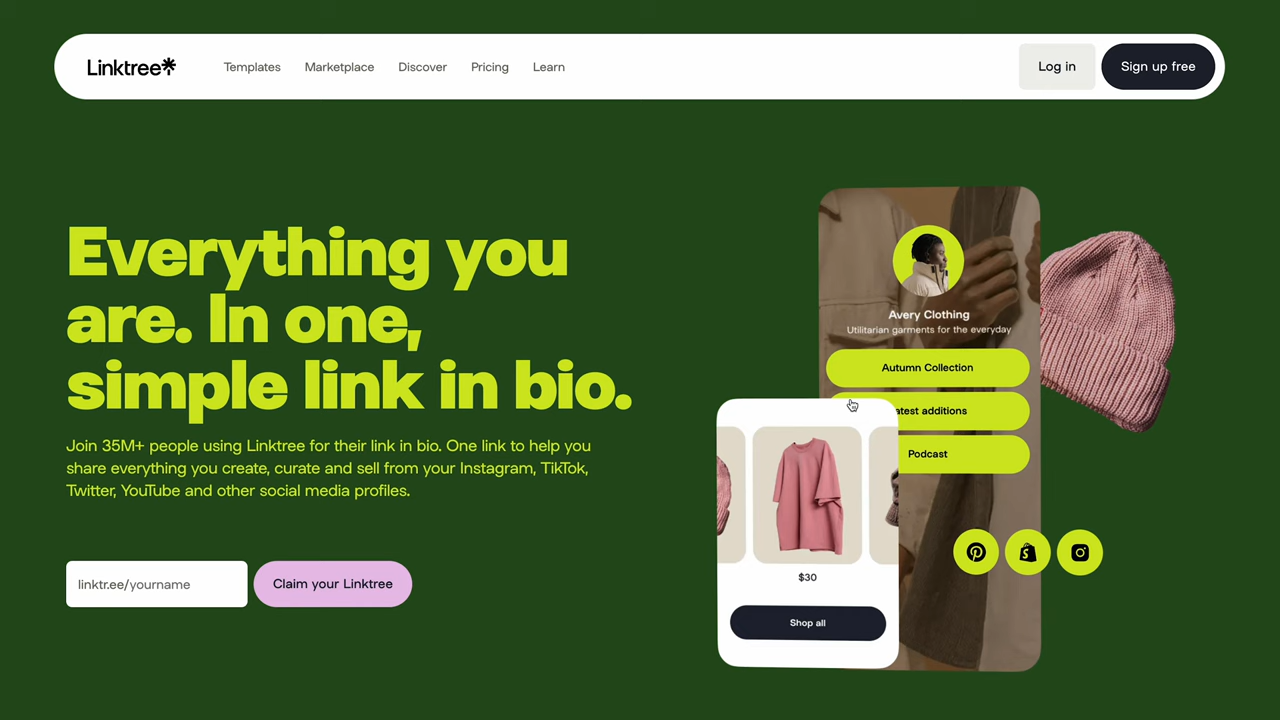 Linktree
Templates
Marketplace
Discover
Pricing
Learn
Log in
Sign up free
Everything you
are. In one,
simple link in bio.
Join 35M+ people using Linktree for their link in bio. One link to help you
share everything you create, curate and sell from your Instagram, TikTok,
Twitter, YouTube and other social media profiles.
linktr.ee/yourname
Claim your Linktree
Avery Clothing
Utilitarian garments for the everyday
Autumn Collection
additions
Podcast
$30
Shop all